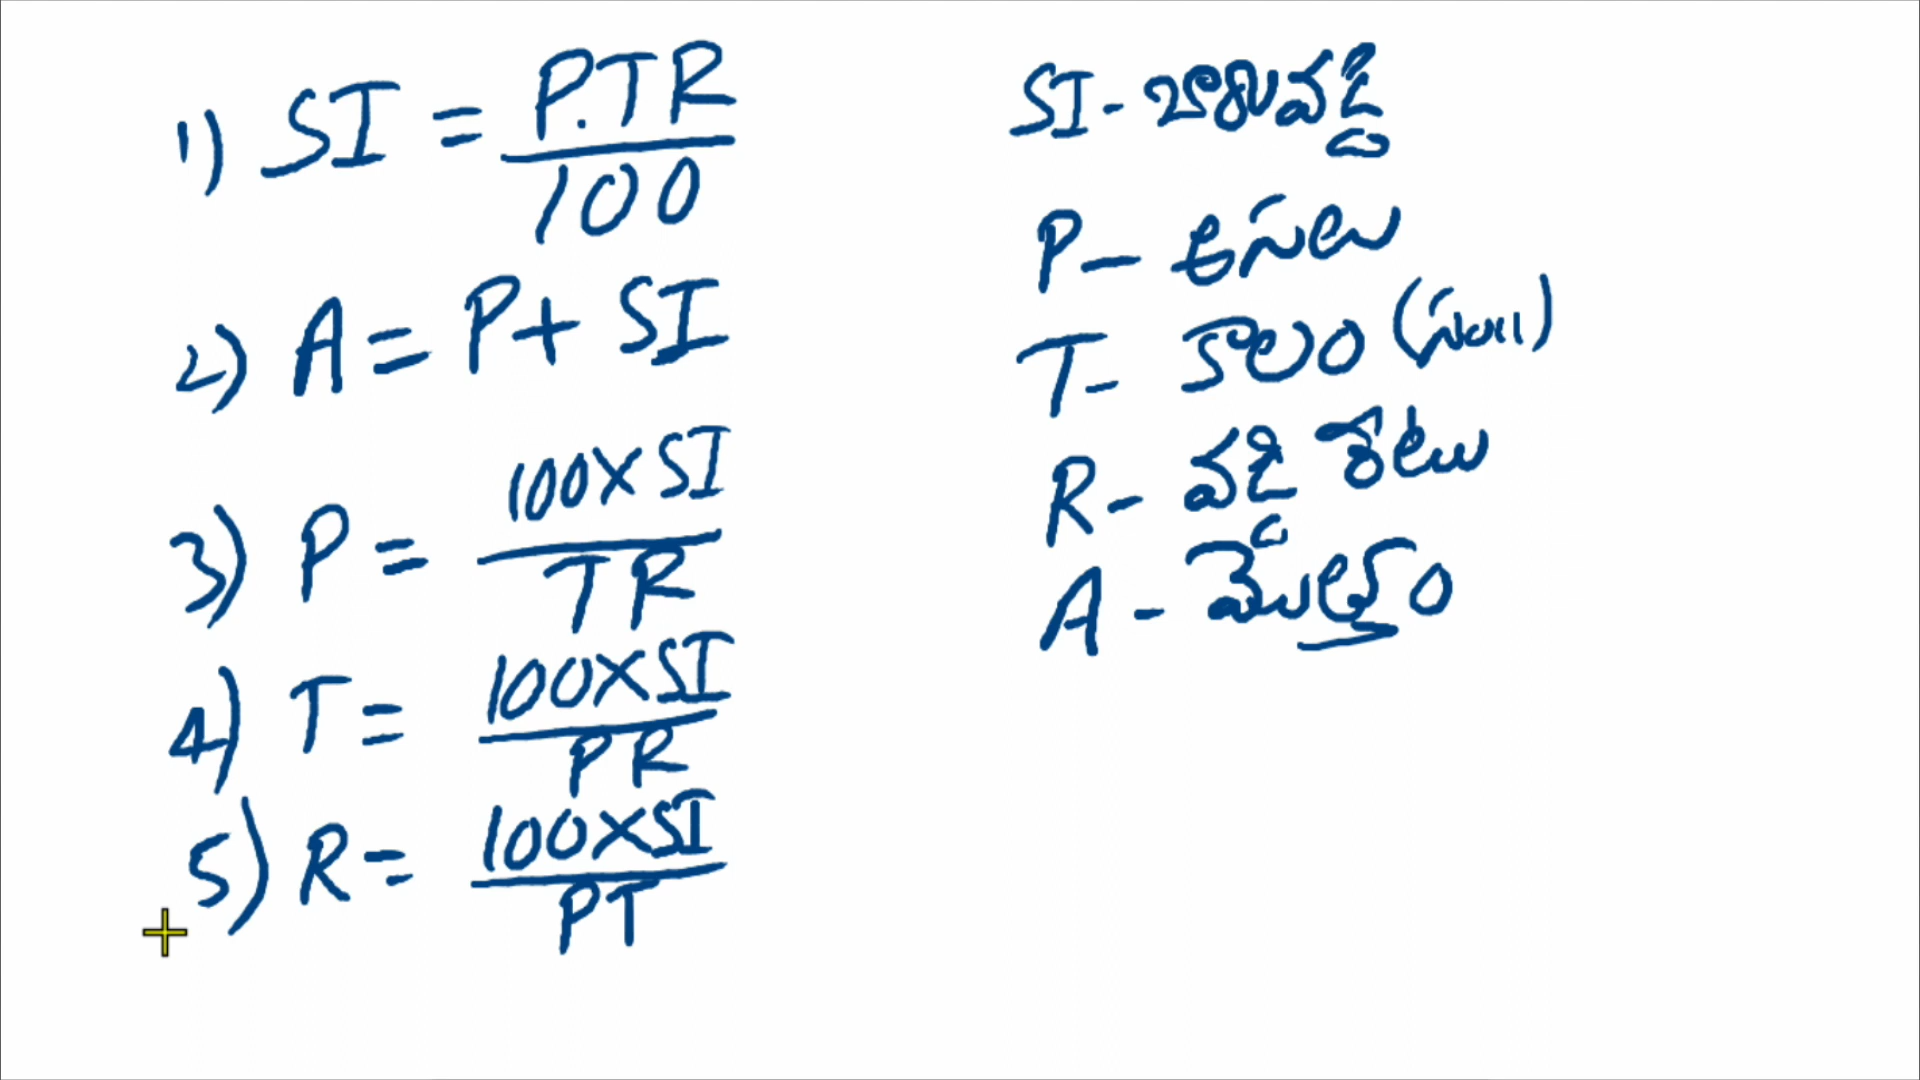 1) SI = P.TR / 100
2) A = P + SI
3) P = 100 X SI / TR
4) T = 100 X SI / PR
5) R = 100 X SI / PT
SI - బారువడ్డి
P - అసలు
T - కాలం (సం॥)
R - వడ్డి రేటు
A - మొత్తం